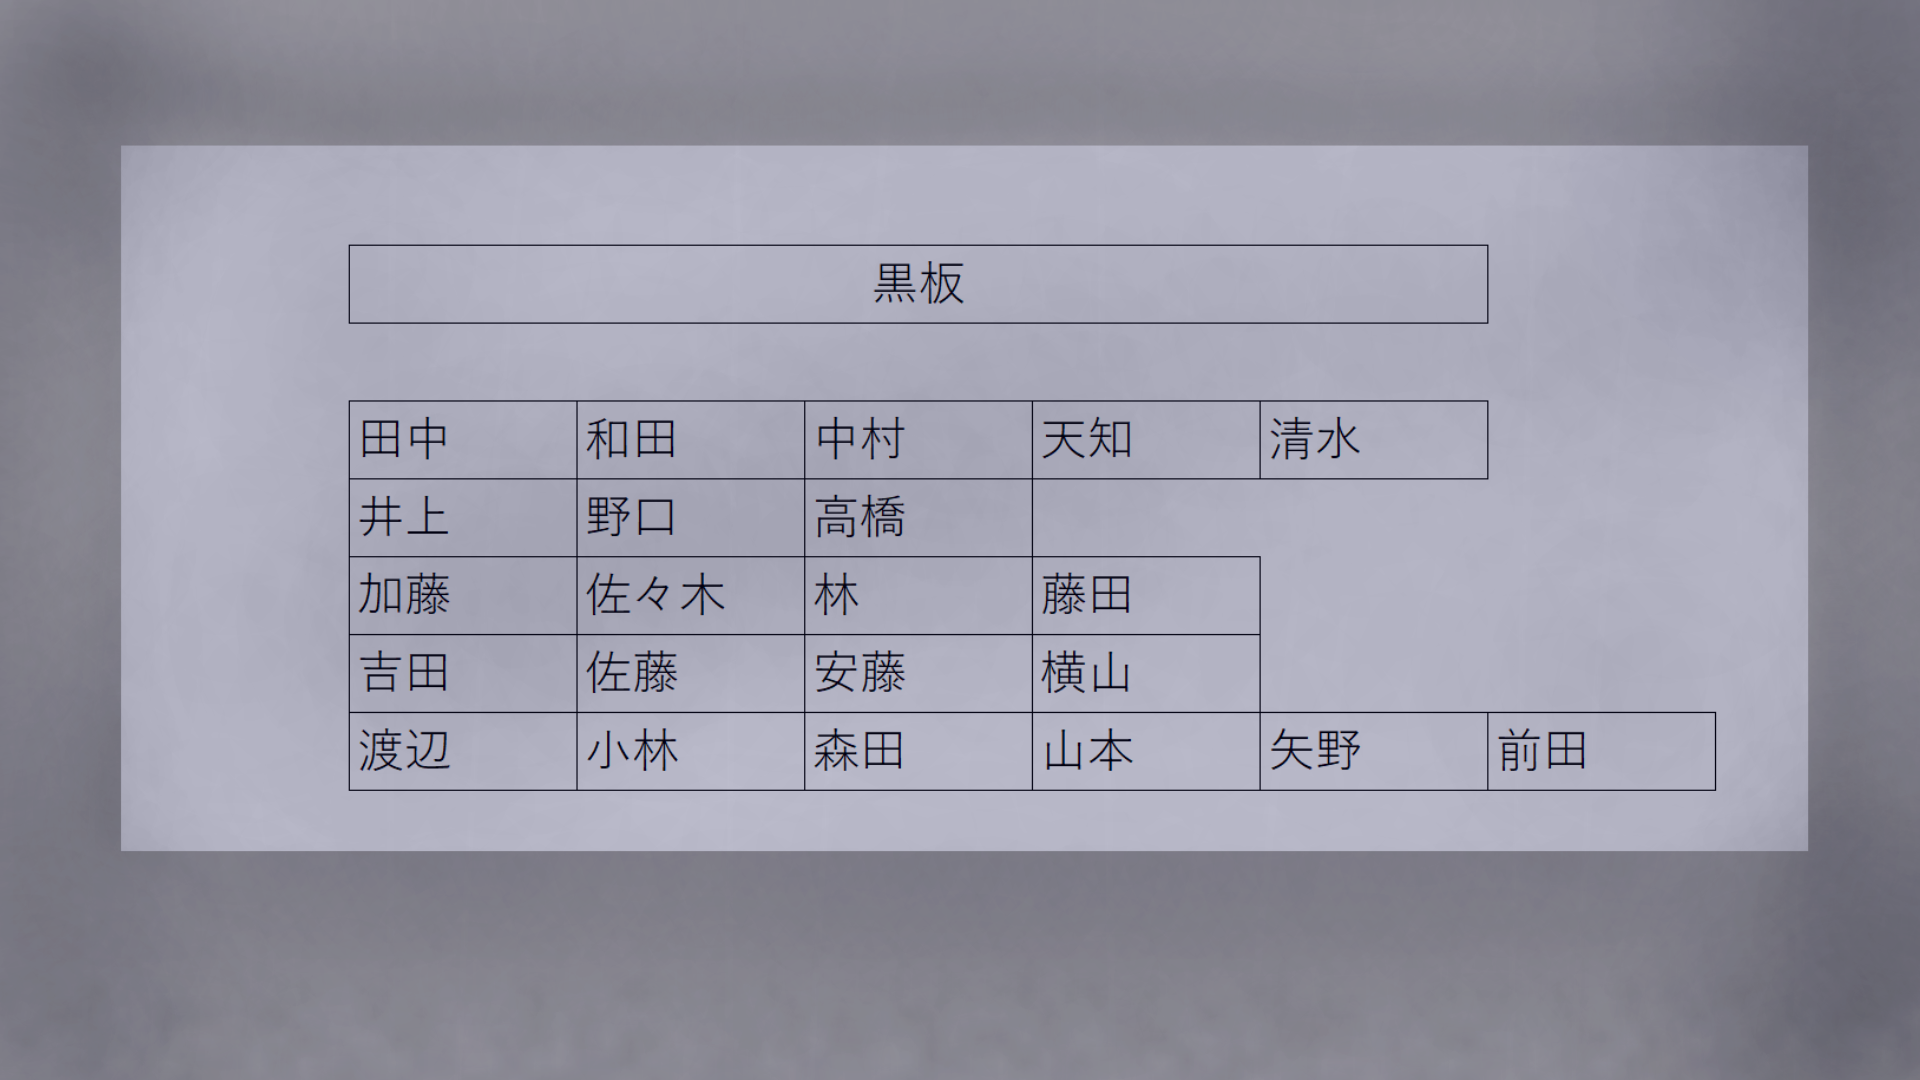 黒板
田中 和田 中村 天知 清水
井上 野口 高橋
加藤 佐々木 林 藤田
吉田 佐藤 安藤 横山
渡辺 小林 森田 山本 矢野 前田